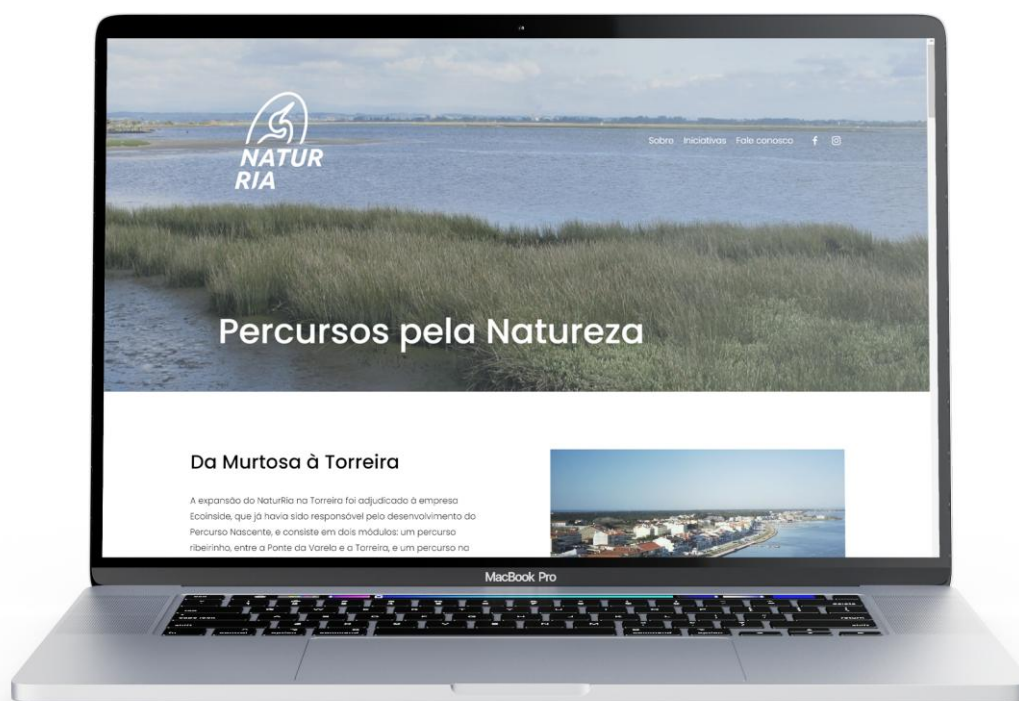 NATUR
RIA
Sobre Iniciativas Fale conosco
Percursos pela Natureza
Da Murtosa à Torreira
A expansão do NaturRia na Torreira foi adjudicado à empresa
Ecoinside, que já havia sido responsável pelo desenvolvimento do
Percurso Nascente, e consiste em dois módulos: um percurso
ribeirinho, entre a Ponte da Varela e a Torreira, e um percurso na
MacBook Pro